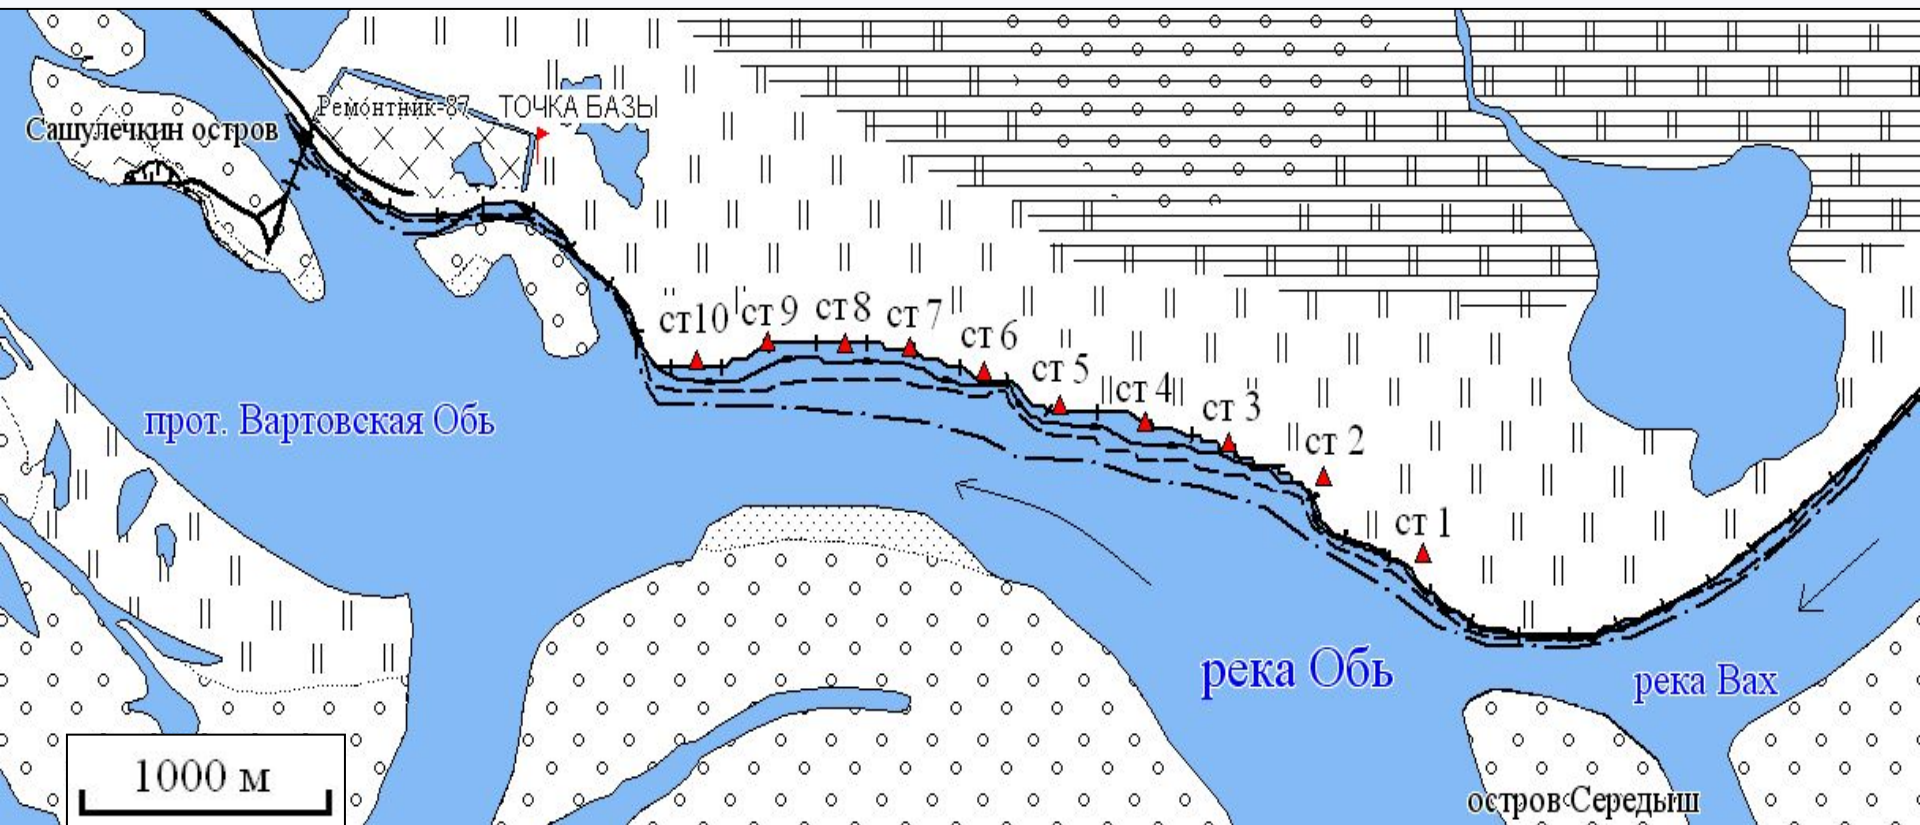 Ремонтник-87
ТОЧКА БАЗЫ
Сашулечкин остров
ст10
ст 9
ст 8
ст 7
ст 6
ст 5
ст 4
ст 3
ст 2
ст 1
прот. Вартовская Обь
река Обь
река Вах
1000 м
остров Середыш